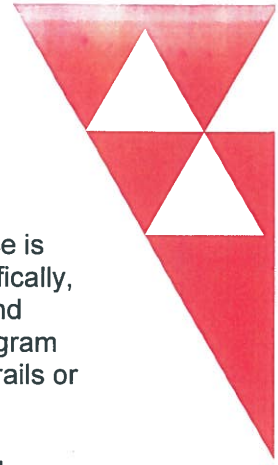 e is
fically,
nd
gram
rails or